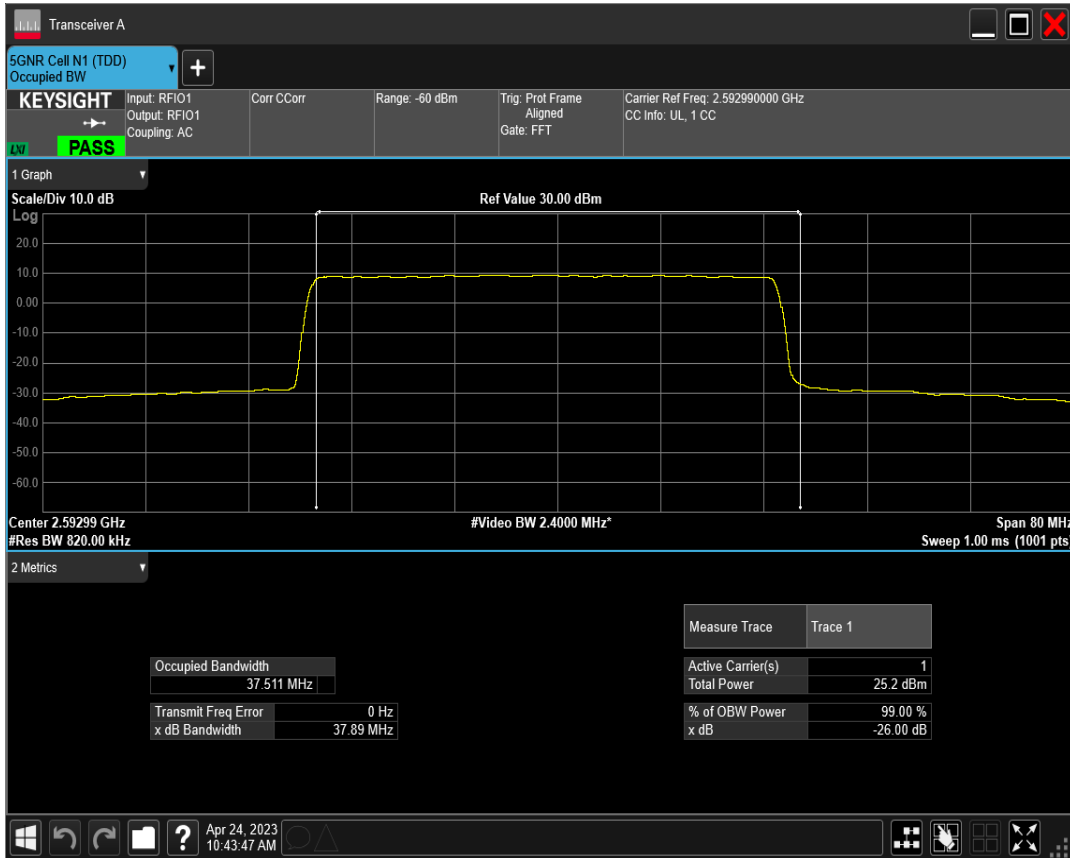 Transceiver A
5GNR Cell N1 (TDD)
Occupied BW
+
KEYSIGHT
LXI
PASS
Input: RFIO1
Output: RFIO1
Coupling: AC
Corr CCorr
Range: -60 dBm
Trig: Prot Frame
Aligned
Gate: FFT
Carrier Ref Freq: 2.592990000 GHz
CC Info: UL, 1 CC
1 Graph
Scale/Div 10.0 dB
Ref Value 30.00 dBm
Log
20.0
10.0
0.00
-10.0
-20.0
-30.0
-40.0
-50.0
-60.0
Center 2.59299 GHz
#Video BW 2.4000 MHz*
Span 80 MHz
#Res BW 820.00 kHz
Sweep 1.00 ms (1001 pts)
2 Metrics
Measure Trace Trace 1
Occupied Bandwidth
37.511 MHz
Transmit Freq Error 0 Hz
x dB Bandwidth 37.89 MHz
Active Carrier(s) 1
Total Power 25.2 dBm
% of OBW Power 99.00 %
x dB -26.00 dB
?
Apr 24, 2023
10:43:47 AM